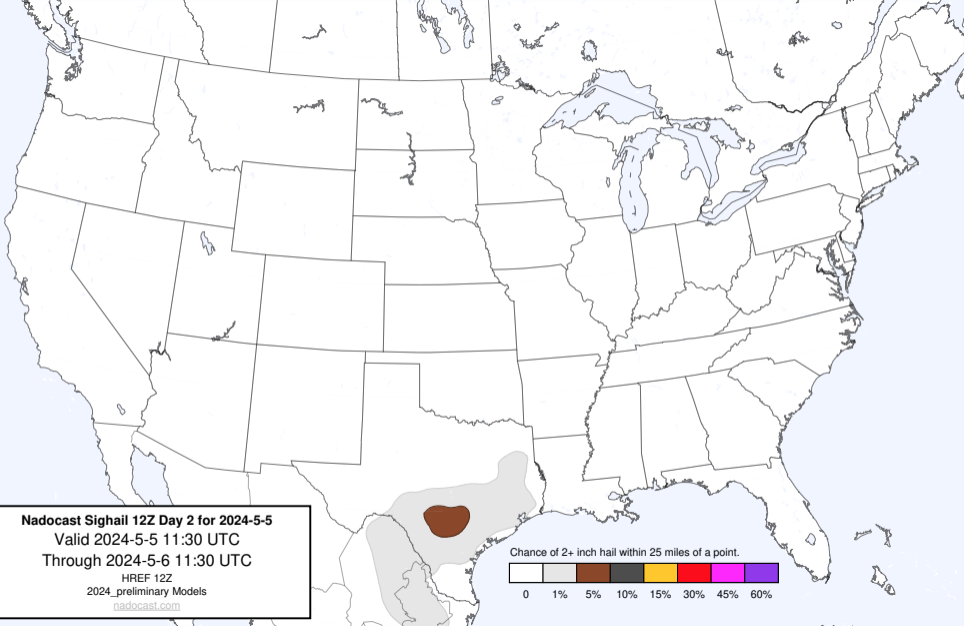 Nadocast Sighail 12Z Day 2 for 2024-5-5
Valid 2024-5-5 11:30 UTC
Through 2024-5-6 11:30 UTC
HREF 12Z
2024_preliminary Models
nadocast.com
Chance of 2+ inch hail within 25 miles of a point.
0 1% 5% 10% 15% 30% 45% 60%